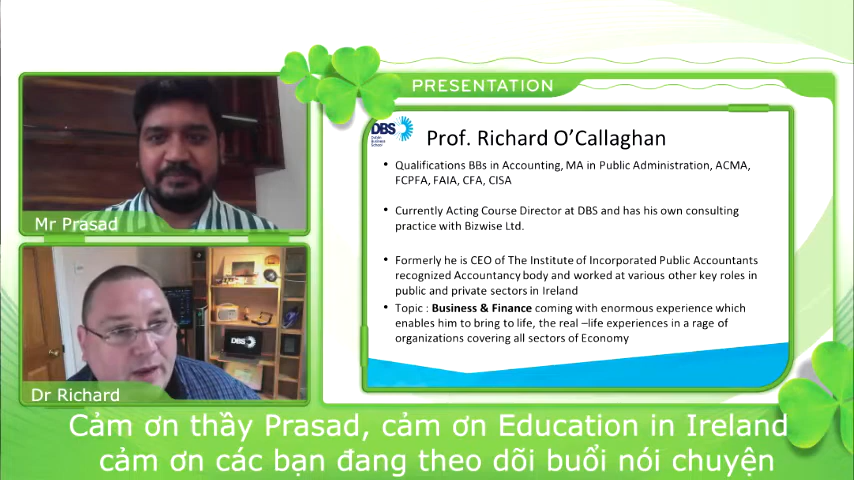 PRESENTATION
DBS
Dublin
Business
School
Prof. Richard O'Callaghan
• Qualifications BBs in Accounting, MA in Public Administration, ACMA,
FCPFA, FAIA, CFA, CISA
• Currently Acting Course Director at DBS and has his own consulting
practice with Bizwise Ltd.
• Formerly he is CEO of The Institute of Incorporated Public Accountants
recognized Accountancy body and worked at various other key roles in
public and private sectors in Ireland
• Topic : Business & Finance coming with enormous experience which
enables him to bring to life, the real –life experiences in a rage of
organizations covering all sectors of Economy
Mr Prasad
DBS
Dr Richard
Cảm ơn thầy Prasad, cảm ơn Education in Ireland
cảm ơn các bạn đang theo dõi buổi nói chuyện